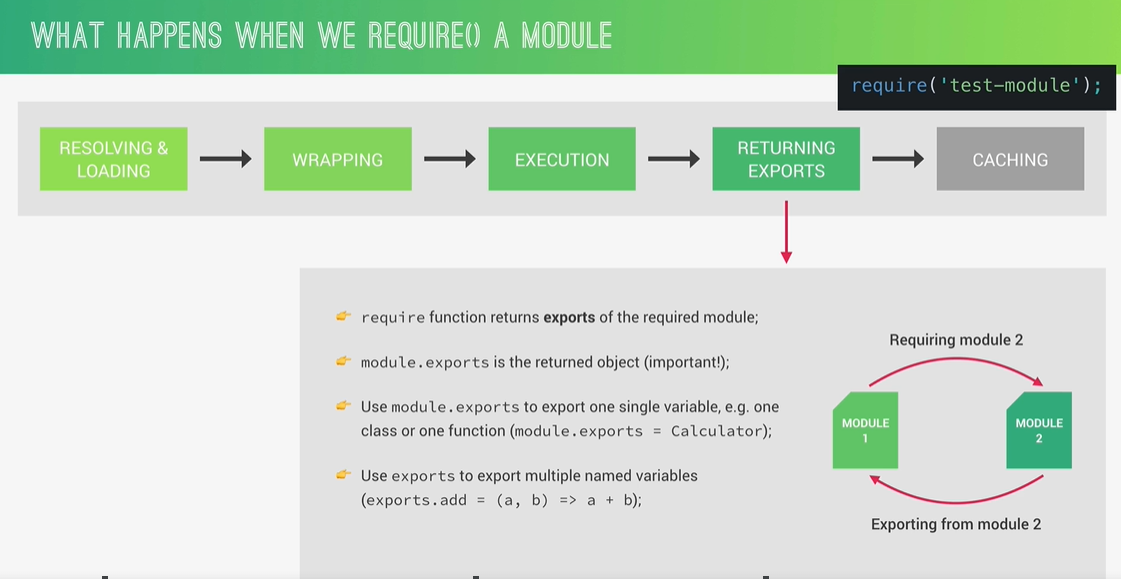 WHAT HAPPENS WHEN WE REQUIRE() A MODULE
require('test-module');
RESOLVING &
LOADING
WRAPPING
EXECUTION
RETURNING
EXPORTS
CACHING
require function returns exports of the required module;
module.exports is the returned object (important!);
Use module.exports to export one single variable, e.g. one
class or one function (module.exports = Calculator);
Use exports to export multiple named variables
(exports.add = (a, b) => a + b);
Requiring module 2
MODULE
1
MODULE
2
Exporting from module 2